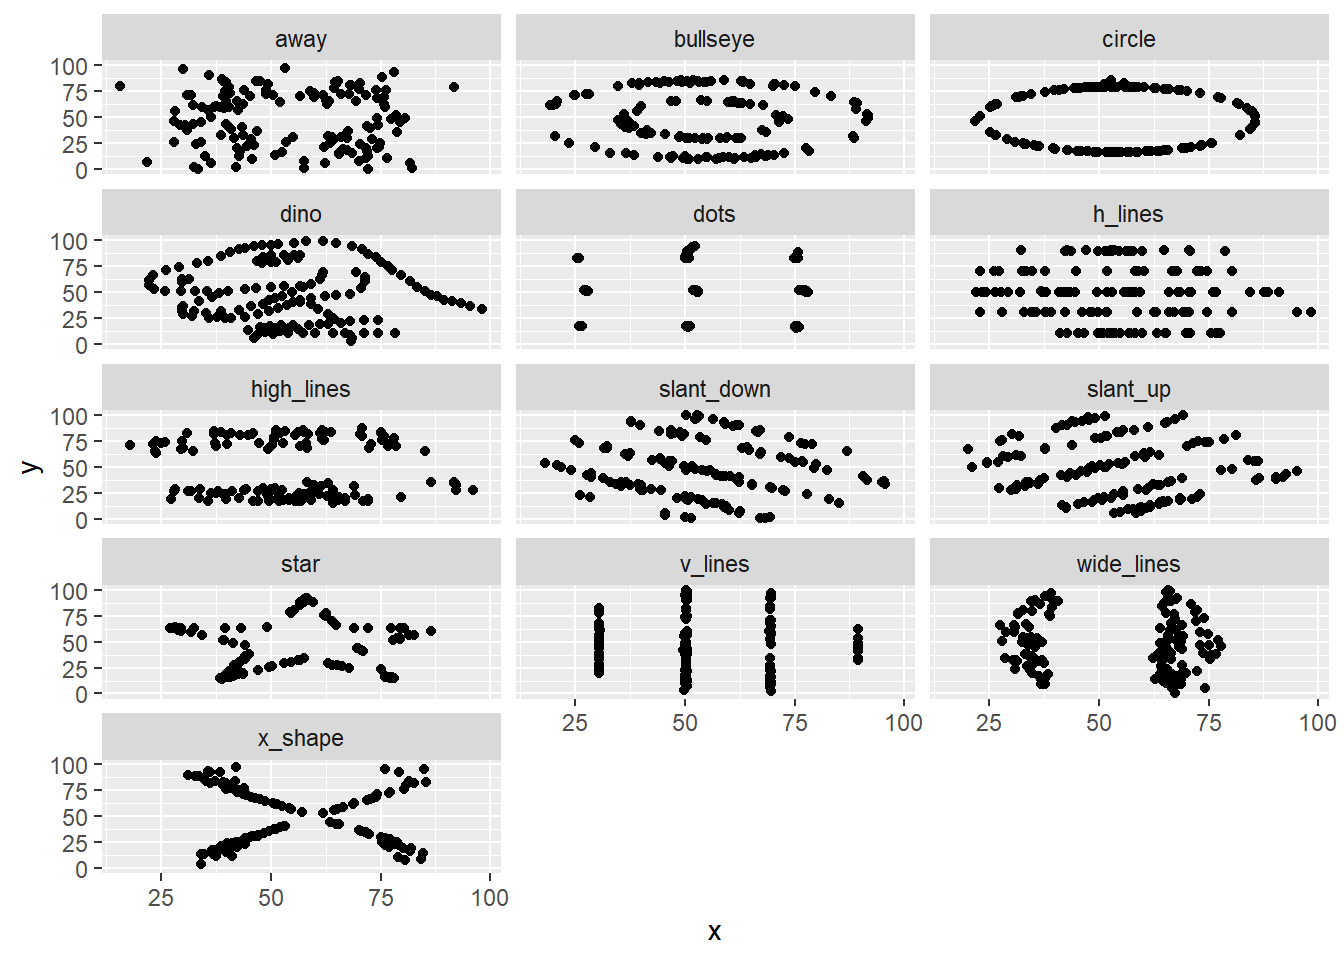 away bullseye circle
100
75
50
25
0
dino dots h_lines
100
75
50
25
0
high_lines slant_down slant_up
100
75
50
25
0
y
star v_lines wide_lines
100
75
50
25
0
25 50 75 100 25 50 75 100
x_shape
100
75
50
25
0
25 50 75 100
x